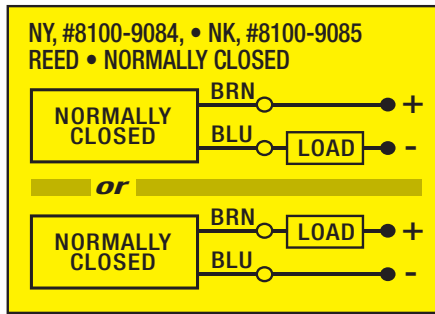 NY, #8100-9084, • NK, #8100-9085
REED • NORMALLY CLOSED
NORMALLY
CLOSED
BRN
+
BLU
LOAD
-
or
NORMALLY
CLOSED
BRN
LOAD
+
BLU
-